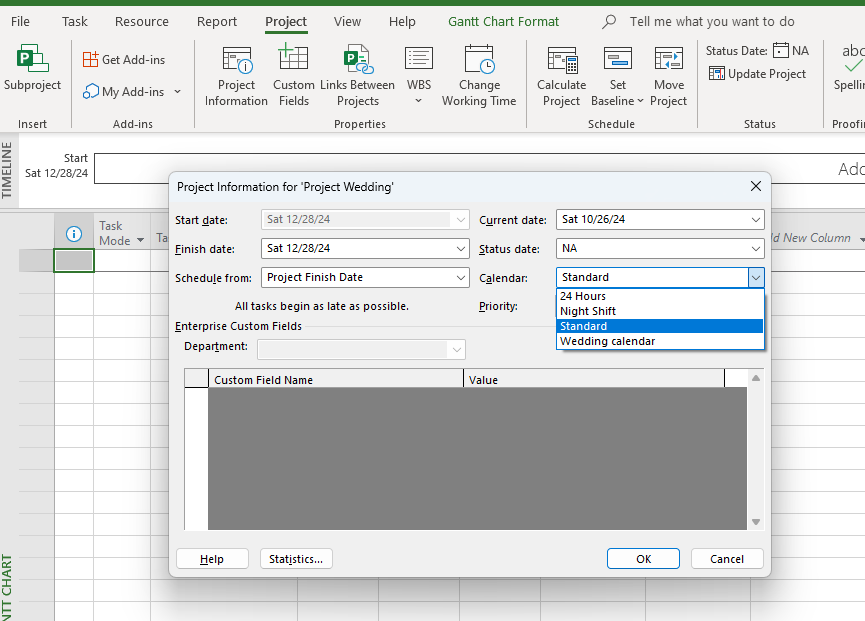 File Task Resource Report Project View Help Gantt Chart Format Tell me what you want to do
Subproject
Get Add-ins
My Add-ins
Project Information
Custom Fields
Links Between Projects
WBS
Change Working Time
Calculate Project
Set Baseline
Move Project
Status Date: NA
Update Project
abc
Spellin
Insert Add-ins Properties Schedule Status Proofin
TIMELINE
Start
Sat 12/28/24
Add
Task
Mode
Ta
d New Column
Project Information for 'Project Wedding'
Start date: Sat 12/28/24 Current date: Sat 10/26/24
Finish date: Sat 12/28/24 Status date: NA
Schedule from: Project Finish Date Calendar: Standard
24 Hours
Night Shift
Standard
Wedding calendar
All tasks begin as late as possible. Priority:
Enterprise Custom Fields
Department:
Custom Field Name Value
Help Statistics... OK Cancel
NTT CHART